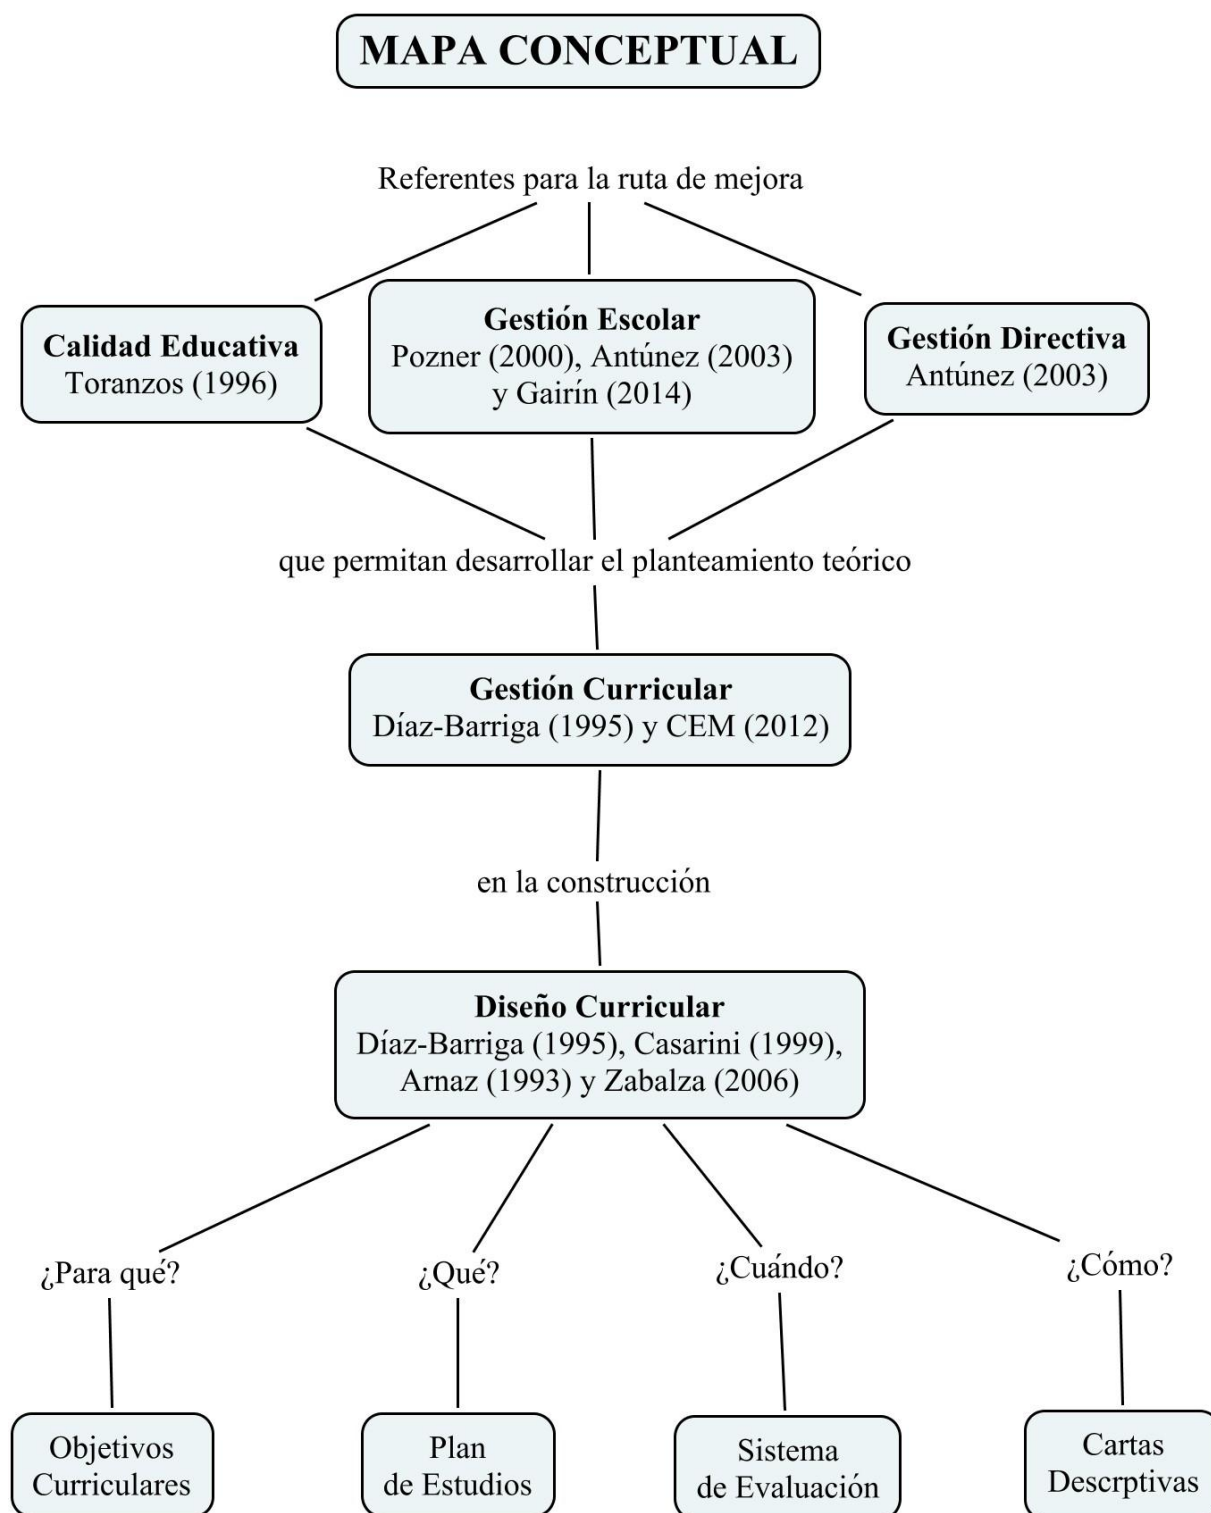 MAPA CONCEPTUAL
Referentes para la ruta de mejora
Calidad Educativa
Toranzos (1996)
Gestión Escolar
Pozner (2000), Antúnez (2003)
y Gairín (2014)
Gestión Directiva
Antúnez (2003)
que permitan desarrollar el planteamiento teórico
Gestión Curricular
Díaz-Barriga (1995) y CEM (2012)
en la construcción
Diseño Curricular
Díaz-Barriga (1995), Casarini (1999),
Arnaz (1993) y Zabalza (2006)
¿Para qué?
¿Qué?
¿Cuándo?
¿Cómo?
Objetivos
Curriculares
Plan
de Estudios
Sistema
de Evaluación
Cartas
Descrptivas